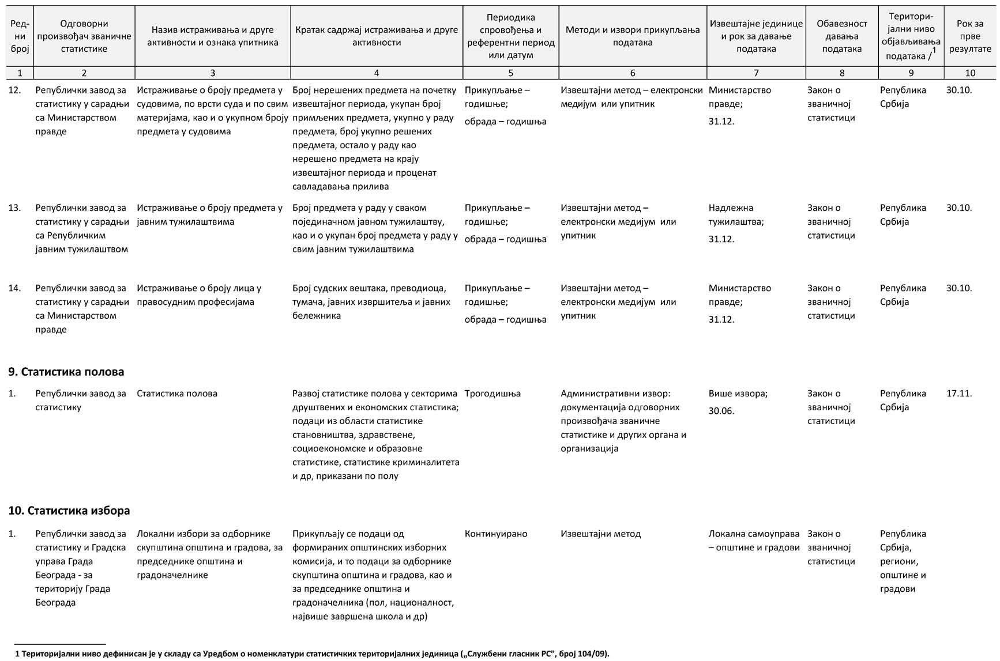 Ред-
ни
број
Одговорни
произвођач званичне
статистике
Назив истраживања и друге
активности и ознака упитника
Кратак садржај истраживања и друге
активности
Периодика
спровођења и
референтни период
или датум
Методи и извори прикупљања
података
Извештајне јединице
и рок за давање
података
Обавезност
давања
података
Територи-
јални ниво
објављивања
података /1
Рок за
прве
резултате
1 2 3 4 5 6 7 8 9 10
12.
Републички завод за
статистику у сарадњи
са Министарством
правде
Истраживање о броју предмета у
судовима, по врсти суда и по свим
материјама, као и о укупном броју
предмета у судовима
Број нерешених предмета на почетку
извештајног периода, укупан број
примљених предмета, укупно у раду
предмета, број укупно решених
предмета, остало у раду као
нерешено предмета на крају
извештајног периода и проценат
савладавања прилива
Прикупљање –
годишње;
обрада – годишња
Извештајни метод – електронски
медијум или упитник
Министарство
правде;
31.12.
Закон о
званичној
статистици
Република
Србија
30.10.
13.
Републички завод за
статистику у сарадњи
са Републичким
јавним тужилаштвом
Истраживање о броју предмета у
јавним тужилаштвима
Број предмета у раду у сваком
појединачном јавном тужилаштву,
као и о укупан број предмета у раду у
свим јавним тужилаштвима
Прикупљање –
годишње;
обрада – годишња
Извештајни метод –
електронски медијум или
упитник
Надлежна
тужилаштва;
31.12.
Закон о
званичној
статистици
Република
Србија
30.10.
14.
Републички завод за
статистику у сарадњи
са Министарством
правде
Истраживање о броју лица у
правосудним професијама
Број судских вештака, преводиоца,
тумача, јавних извршитеља и јавних
бележника
Прикупљање –
годишње;
обрада – годишња
Извештајни метод –
електронски медијум или
упитник
Министарство
правде;
31.12.
Закон о
званичној
статистици
Република
Србија
30.10.
9. Статистика полова
1.
Републички завод за
статистику
Статистика полова
Развој статистике полова у секторима
друштвених и економских статистика;
подаци из области статистике
становништва, здравствене,
социоекономске и образовне
статистике, статистике криминалитета
и др, приказани по полу
Трогодишња
Административни извор:
документација одговорних
произвођача званичне
статистике и других органа и
организација
Више извора;
30.06.
Закон о
званичној
статистици
Република
Србија
17.11.
10. Статистика избора
1.
Републички завод за
статистику и Градска
управа Града
Београда - за
територију Града
Београда
Локални избори за одборнике
скупштина општина и градова, за
председнике општина и
градоначелнике
Прикупљају се подаци од
формираних општинских изборних
комисија, и то подаци за одборнике
скупштина општина и градова, као и
за председнике општина и
градоначелника (пол, националност,
највише завршена школа и др)
Континуирано
Извештајни метод
Локална самоуправа
– општине и градови
Закон о
званичној
статистици
Република
Србија,
региони,
општине и
градови
1 Територијални ниво дефинисан је у складу са Уредбом о номенклатури статистичких територијалних јединица („Службени гласник РС”, број 104/09).